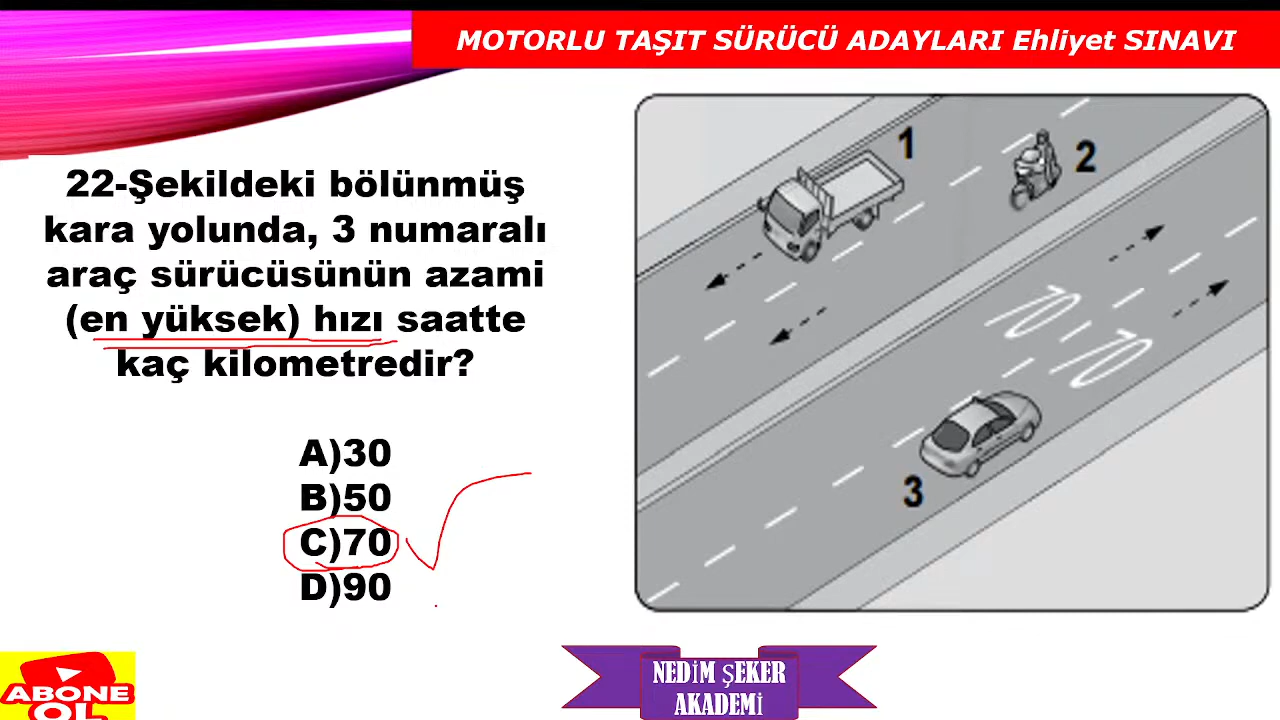 MOTORLU TAŞIT SÜRÜCÜ ADAYLARI Ehliyet SINAVI
22-Şekildeki bölünmüş
kara yolunda, 3 numaralı
araç sürücüsünün azami
(en yüksek) hızı saatte
kaç kilometredir?
A)30
B)50
C)70
D)90
1
2
70
70
3
ABONE
OL
NEDİM ŞEKER
AKADEMİ